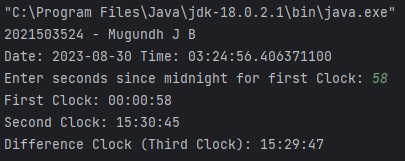 "C:\Program Files\Java\jdk-18.0.2.1\bin\java.exe"
2021503524 - Mugundh J B
Date: 2023-08-30 Time: 03:24:56.406371100
Enter seconds since midnight for first Clock: 58
First Clock: 00:00:58
Second Clock: 15:30:45
Difference Clock (Third Clock): 15:29:47